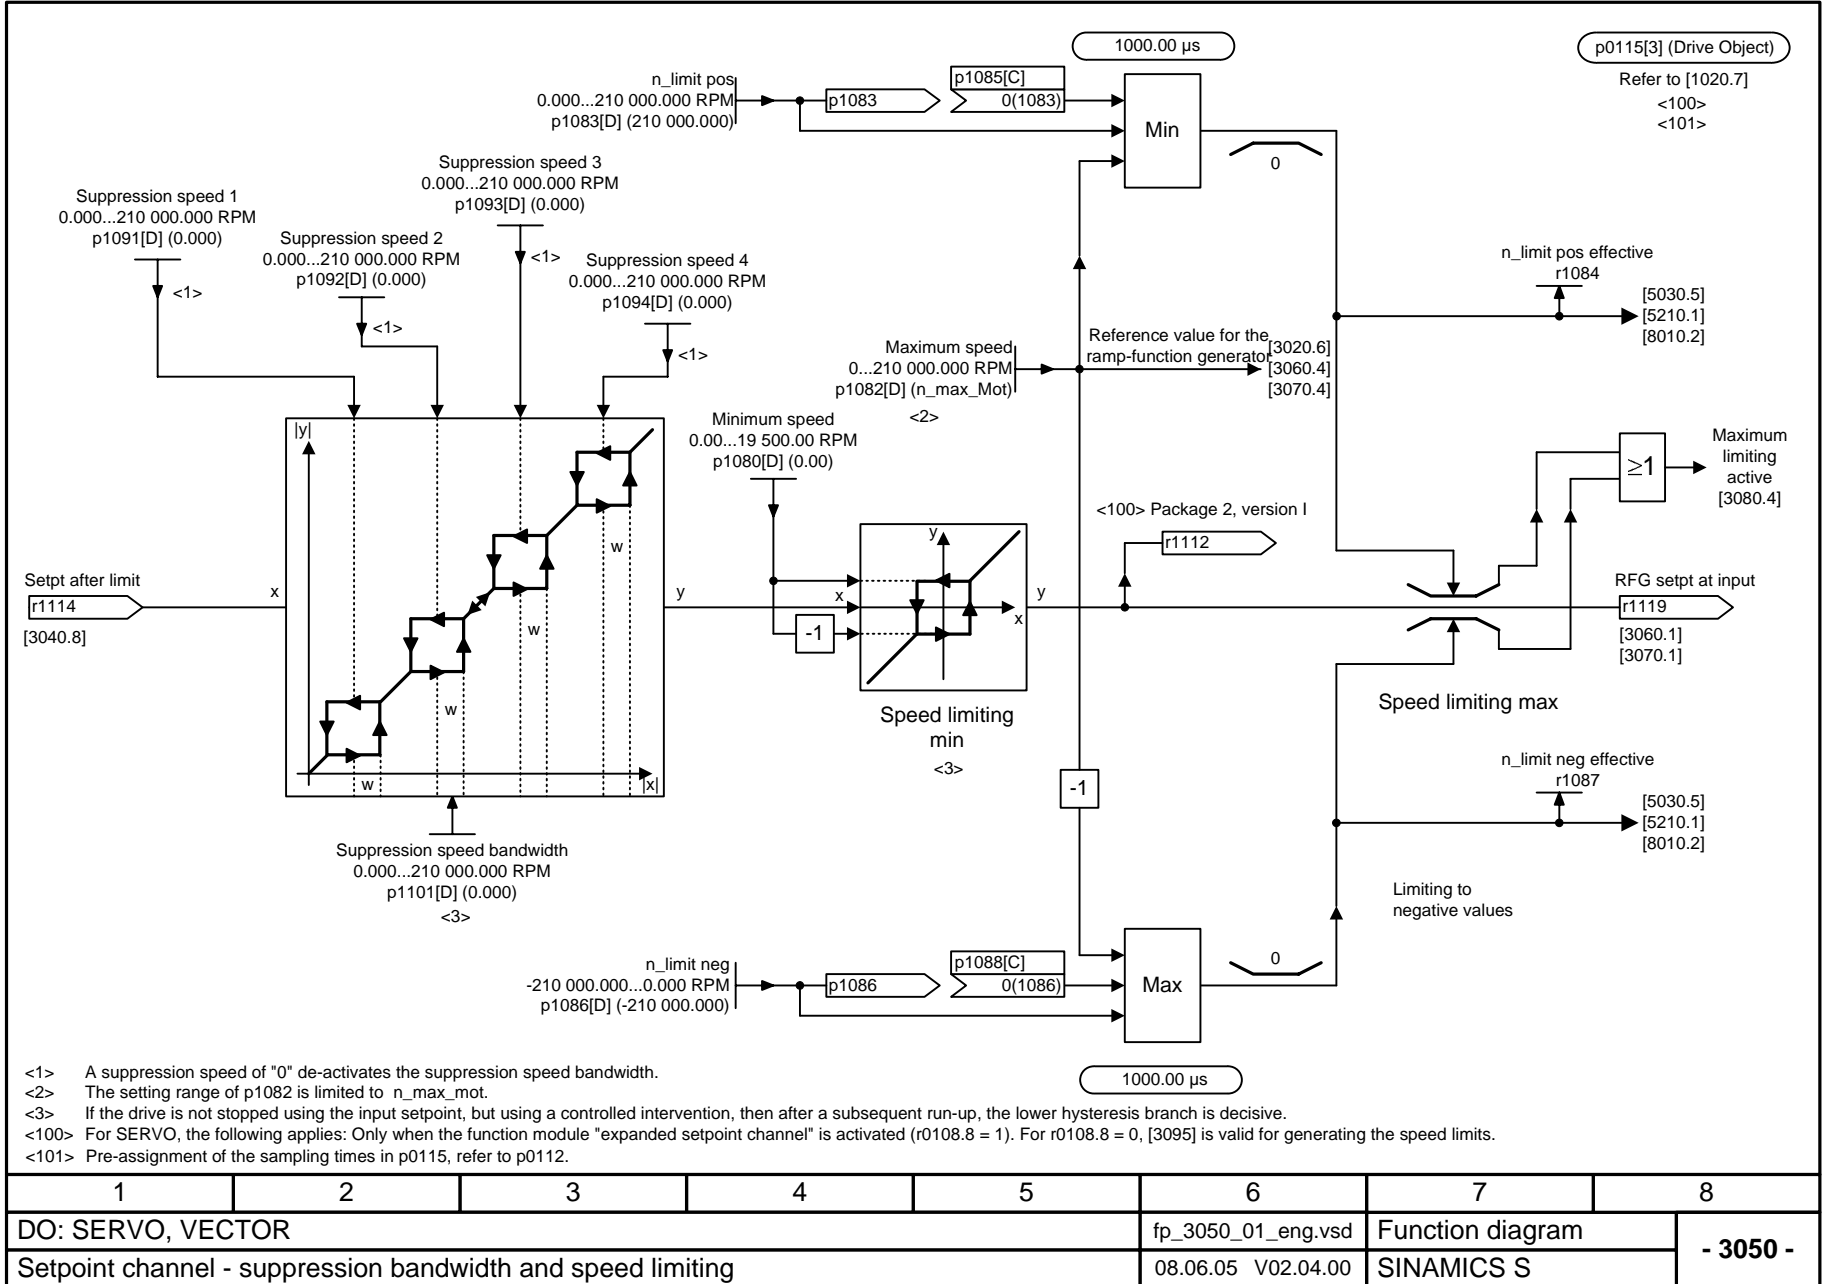 1000.00 µs
p0115[3] (Drive Object)
Refer to [1020.7]
<100>
<101>
n_limit pos
0.000...210 000.000 RPM
p1083[D] (210 000.000)
p1083
p1085[C]
0(1083)
Min
0
Suppression speed 1
0.000...210 000.000 RPM
p1091[D] (0.000)
<1>
Suppression speed 2
0.000...210 000.000 RPM
p1092[D] (0.000)
<1>
Suppression speed 3
0.000...210 000.000 RPM
p1093[D] (0.000)
<1>
Suppression speed 4
0.000...210 000.000 RPM
p1094[D] (0.000)
<1>
n_limit pos effective
r1084
[5030.5]
[5210.1]
[8010.2]
Maximum speed
0...210 000.000 RPM
p1082[D] (n_max_Mot)
<2>
Reference value for the
ramp-function generator
[3020.6]
[3060.4]
[3070.4]
Minimum speed
0.00...19 500.00 RPM
p1080[D] (0.00)
|y|
w
w
w
w
|x|
≥1
Maximum
limiting
active
[3080.4]
<100> Package 2, version I
r1112
Setpt after limit
r1114
[3040.8]
x
y
x
-1
y
x
y
Speed limiting
min
<3>
RFG setpt at input
r1119
[3060.1]
[3070.1]
Speed limiting max
-1
n_limit neg effective
r1087
[5030.5]
[5210.1]
[8010.2]
Suppression speed bandwidth
0.000...210 000.000 RPM
p1101[D] (0.000)
<3>
Limiting to
negative values
n_limit neg
-210 000.000...0.000 RPM
p1086[D] (-210 000.000)
p1086
p1088[C]
0(1086)
Max
0
1000.00 µs
<1> A suppression speed of "0" de-activates the suppression speed bandwidth.
<2> The setting range of p1082 is limited to n_max_mot.
<3> If the drive is not stopped using the input setpoint, but using a controlled intervention, then after a subsequent run-up, the lower hysteresis branch is decisive.
<100> For SERVO, the following applies: Only when the function module "expanded setpoint channel" is activated (r0108.8 = 1). For r0108.8 = 0, [3095] is valid for generating the speed limits.
<101> Pre-assignment of the sampling times in p0115, refer to p0112.
1 2 3 4 5 6 7 8
DO: SERVO, VECTOR
fp_3050_01_eng.vsd
Function diagram
- 3050 -
Setpoint channel - suppression bandwidth and speed limiting
08.06.05 V02.04.00
SINAMICS S